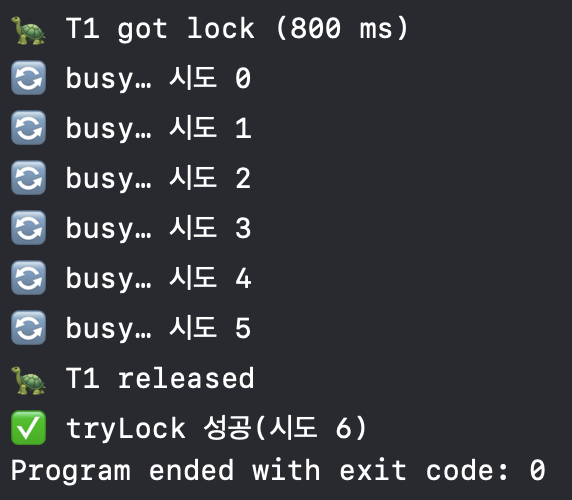 🐢 T1 got lock (800 ms)
🔄 busy… 시도 0
🔄 busy… 시도 1
🔄 busy… 시도 2
🔄 busy… 시도 3
🔄 busy… 시도 4
🔄 busy… 시도 5
🐢 T1 released
✅ tryLock 성공(시도 6)
Program ended with exit code: 0